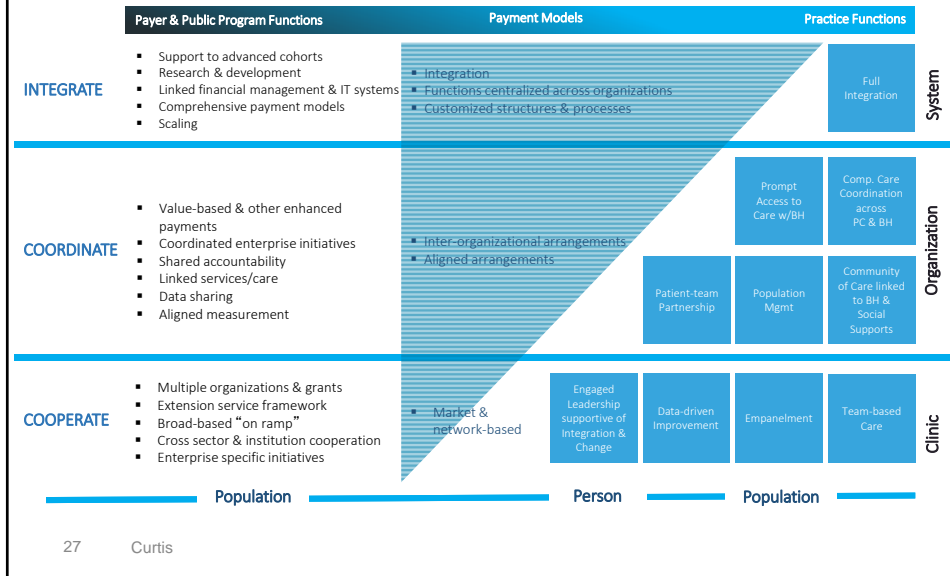 Payer & Public Program Functions
Payment Models
Practice Functions
INTEGRATE
▪ Support to advanced cohorts
▪ Research & development
▪ Linked financial management & IT systems
▪ Comprehensive payment models
▪ Scaling
▪ Integration
▪ Functions centralized across organizations
▪ Customized structures & processes
Full
Integration
System
COORDINATE
▪ Value-based & other enhanced
payments
▪ Coordinated enterprise initiatives
▪ Shared accountability
▪ Linked services/care
▪ Data sharing
▪ Aligned measurement
▪ Inter-organizational arrangements
▪ Aligned arrangements
Prompt
Access to
Care w/BH
Comp. Care
Coordination
across
PC & BH
Patient-team
Partnership
Population
Mgmt
Community
of Care linked
to BH &
Social
Supports
Organization
COOPERATE
▪ Multiple organizations & grants
▪ Extension service framework
▪ Broad-based “on ramp”
▪ Cross sector & institution cooperation
▪ Enterprise specific initiatives
▪ Market &
network-based
Engaged
Leadership
supportive of
Integration &
Change
Data-driven
Improvement
Empanelment
Team-based
Care
Clinic
Population
Person
Population
27
Curtis